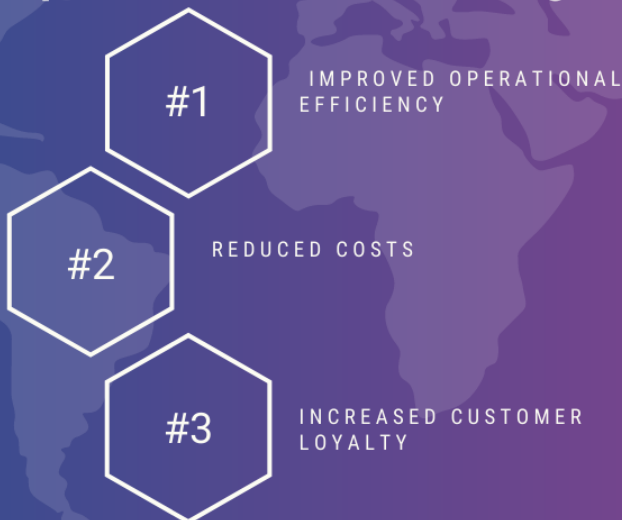 #1
IMPROVED OPERATIONAL
EFFICIENCY
#2
REDUCED COSTS
#3
INCREASED CUSTOMER
LOYALTY